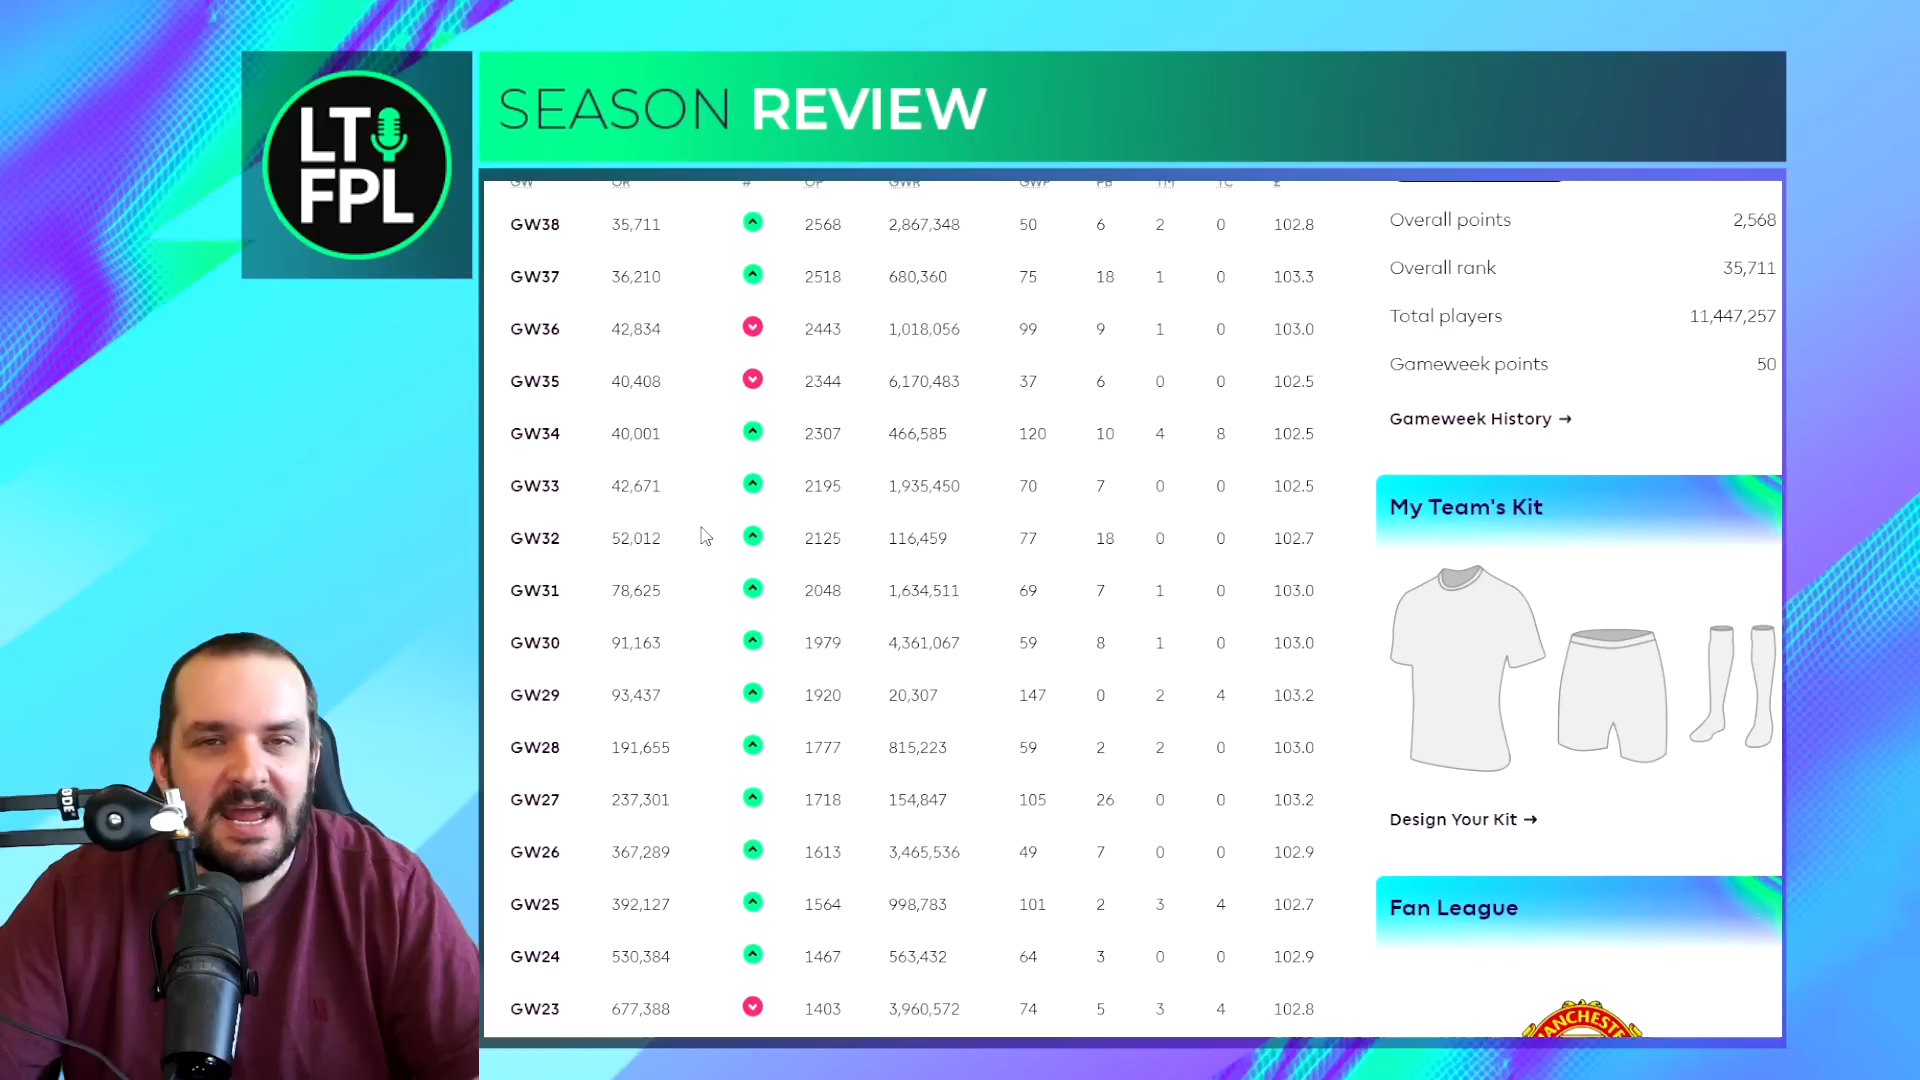 LT
FPL
SEASON REVIEW
GW OR # OP GWR GWP PB TM TC £
GW38 35,711 2568 2,867,348 50 6 2 0 102.8
GW37 36,210 2518 680,360 75 18 1 0 103.3
GW36 42,834 2443 1,018,056 99 9 1 0 103.0
GW35 40,408 2344 6,170,483 37 6 0 0 102.5
GW34 40,001 2307 466,585 120 10 4 8 102.5
GW33 42,671 2195 1,935,450 70 7 0 0 102.5
GW32 52,012 2125 116,459 77 18 0 0 102.7
GW31 78,625 2048 1,634,511 69 7 1 0 103.0
GW30 91,163 1979 4,361,067 59 8 1 0 103.0
GW29 93,437 1920 20,307 147 0 2 4 103.2
GW28 191,655 1777 815,223 59 2 2 0 103.0
GW27 237,301 1718 154,847 105 26 0 0 103.2
GW26 367,289 1613 3,465,536 49 7 0 0 102.9
GW25 392,127 1564 998,783 101 2 3 4 102.7
GW24 530,384 1467 563,432 64 3 0 0 102.9
GW23 677,388 1403 3,960,572 74 5 3 4 102.8
Overall points 2,568
Overall rank 35,711
Total players 11,447,257
Gameweek points 50
Gameweek History →
My Team's Kit
Design Your Kit →
Fan League
MANCHESTER